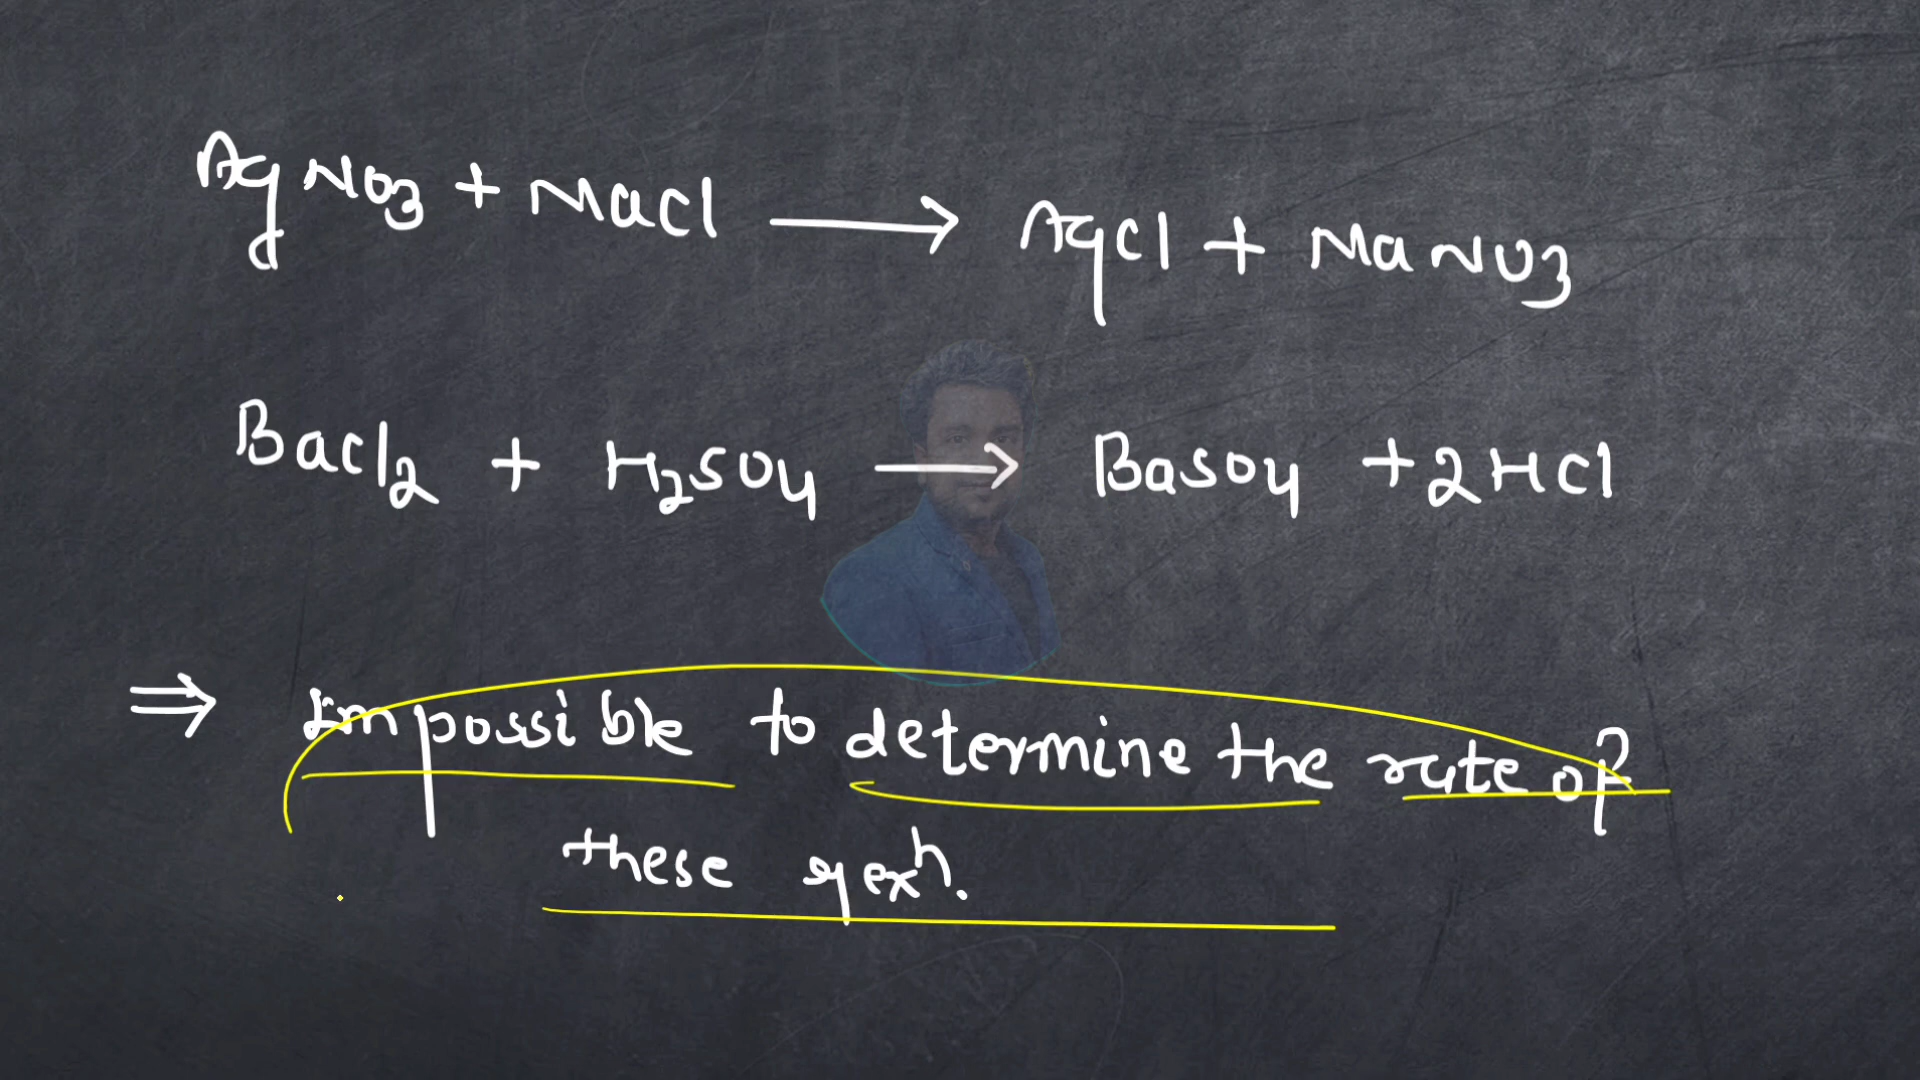 AgNO3 + NaCl ⟶ AgCl + NaNO3
BaCl2 + H2SO4 ⟶ BaSO4 + 2HCl
⇒ Impossible to determine the rate of
these rexn.